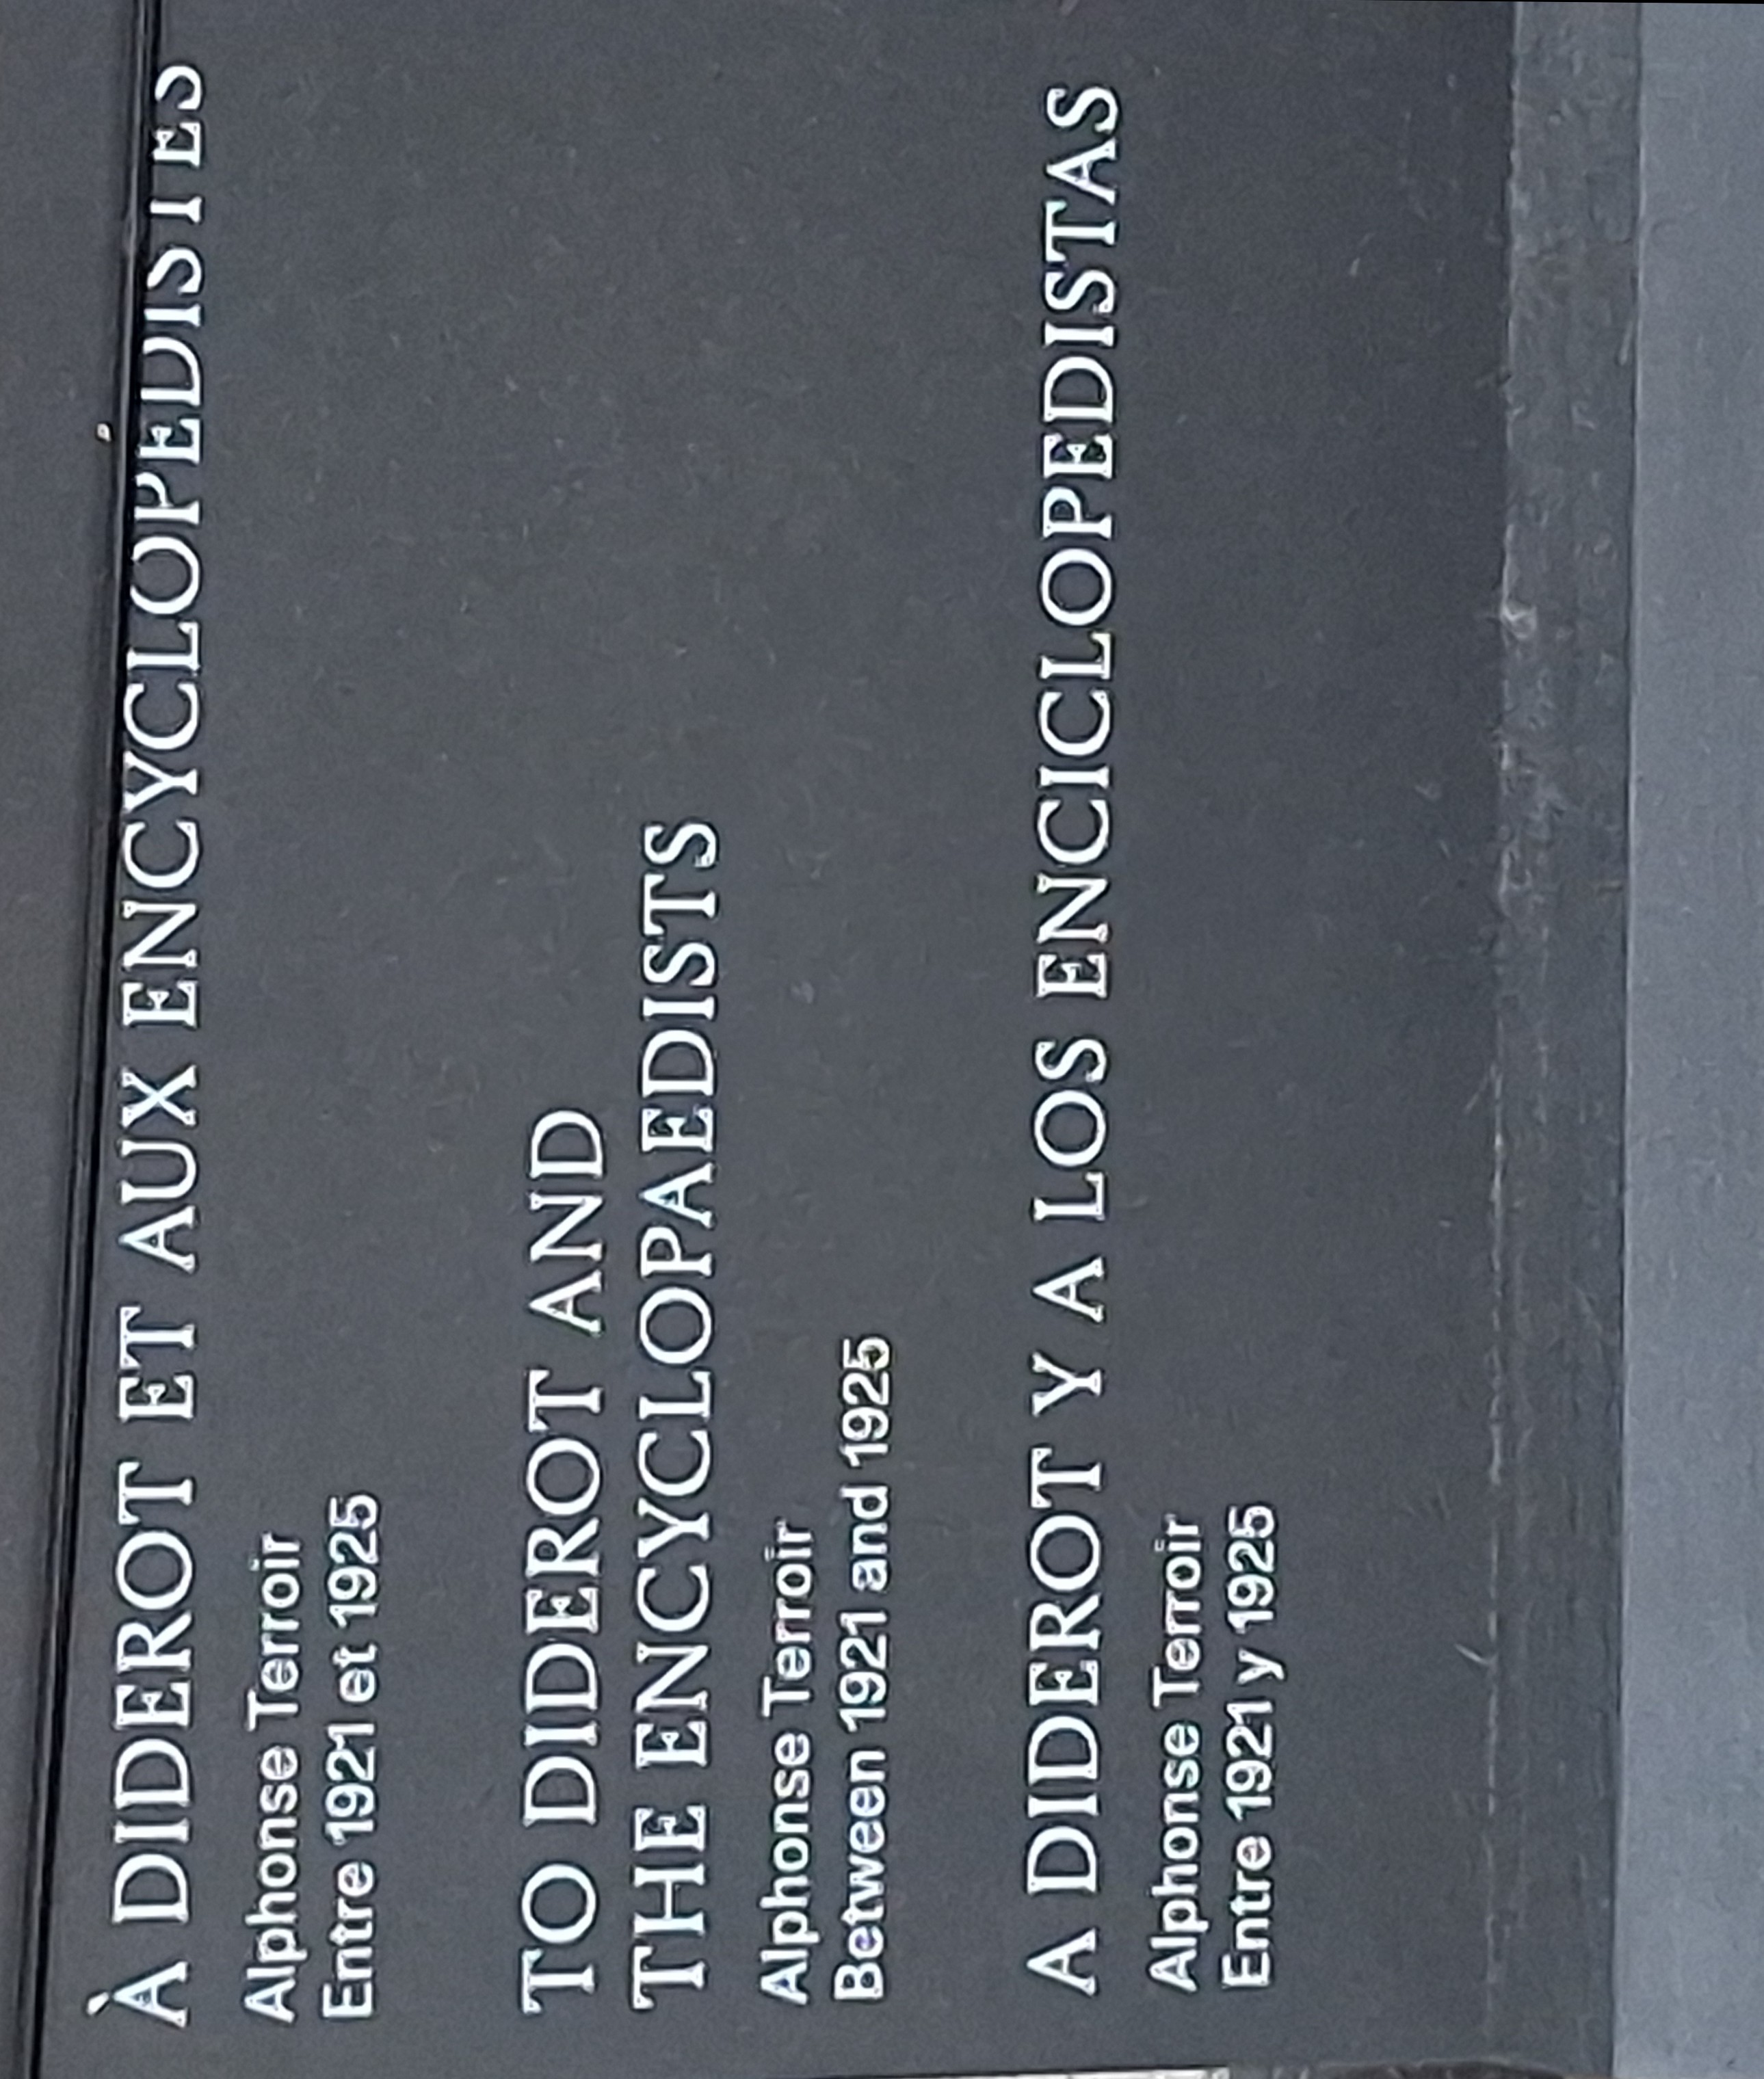 À DIDEROT ET AUX ENCYCLOPEDISTES
Alphonse Terroir
Entre 1921 et 1925
TO DIDEROT AND
THE ENCYCLOPAEDISTS
Alphonse Terroir
Between 1921 and 1925
A DIDEROT Y A LOS ENCICLOPEDISTAS
Alphonse Terroir
Entre 1921 y 1925